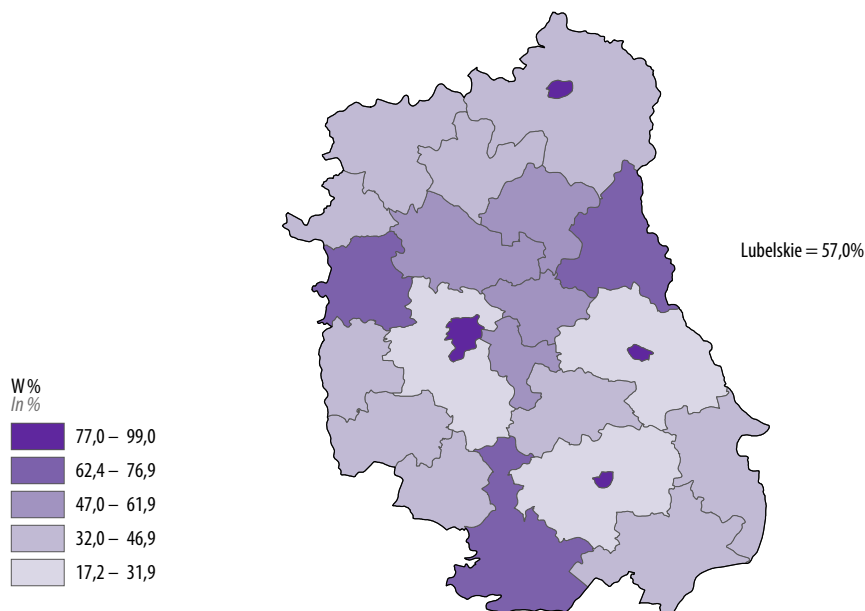 Lubelskie = 57,0%
W %
In %
77,0 – 99,0
62,4 – 76,9
47,0 – 61,9
32,0 – 46,9
17,2 – 31,9